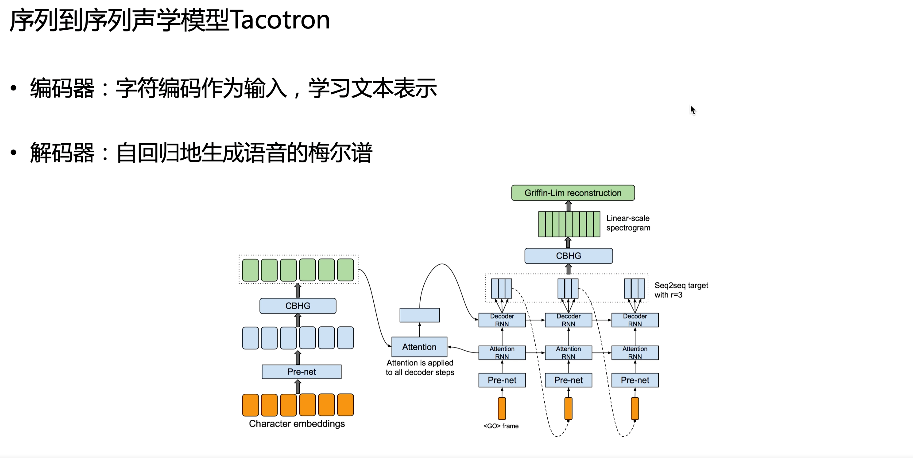 序列到序列声学模型Tacotron
• 编码器：字符编码作为输入，学习文本表示
• 解码器：自回归地生成语音的梅尔谱
Griffin-Lim reconstruction
Linear-scale
spectrogram
CBHG
Seq2seq target
with r=3
CBHG
Decoder
RNN
Decoder
RNN
Decoder
RNN
Attention
Attention is applied
to all decoder steps
Attention
RNN
Attention
RNN
Attention
RNN
Pre-net
Pre-net
Pre-net
Pre-net
Character embeddings
<GO> frame